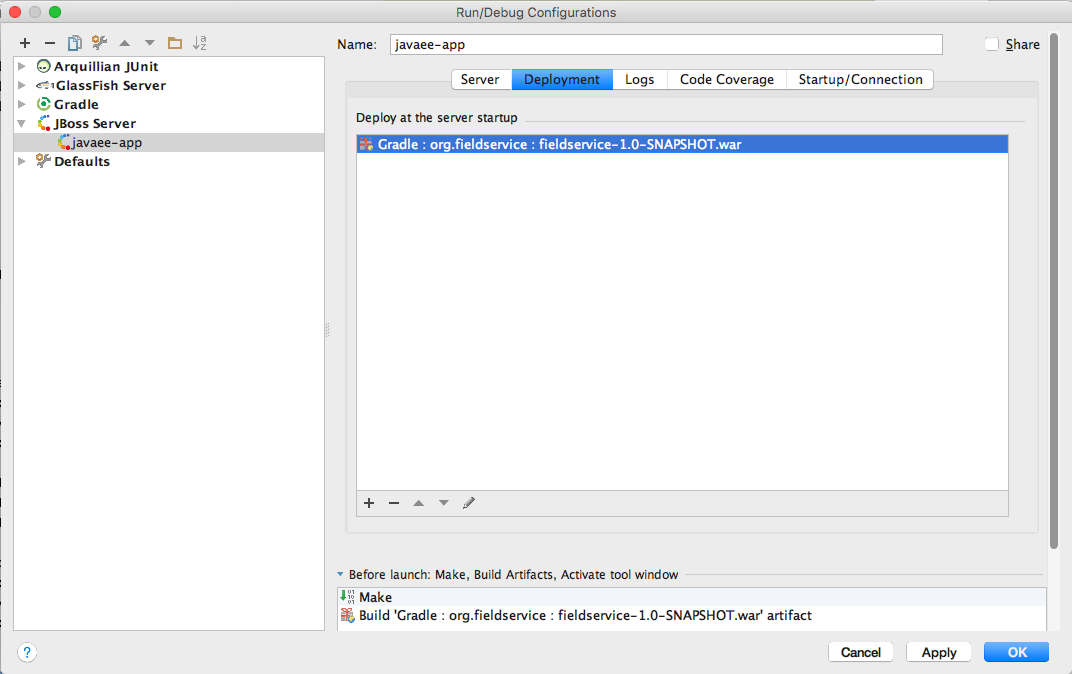 Run/Debug Configurations
Name: javaee-app Share
Arquillian JUnit
GlassFish Server
Gradle
JBoss Server
javaee-app
Defaults
Server Deployment Logs Code Coverage Startup/Connection
Deploy at the server startup
Gradle : org.fieldservice : fieldservice-1.0-SNAPSHOT.war
Before launch: Make, Build Artifacts, Activate tool window
Make
Build 'Gradle : org.fieldservice : fieldservice-1.0-SNAPSHOT.war' artifact
? Cancel Apply OK